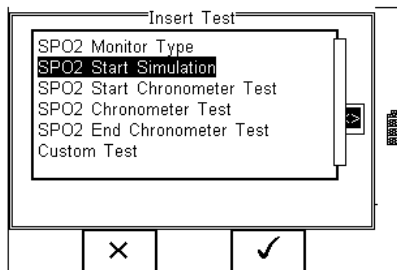 Insert Test
SPO2 Monitor Type
SPO2 Start Simulation
SPO2 Start Chronometer Test
SPO2 Chronometer Test
SPO2 End Chronometer Test
Custom Test